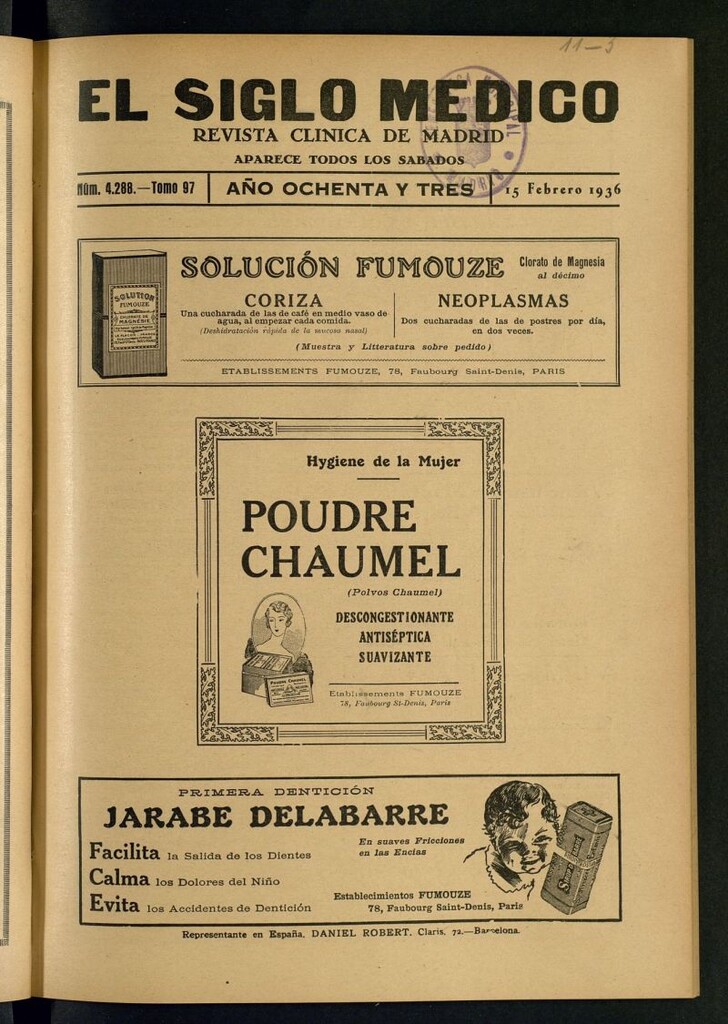 11-3
EL SIGLO MEDICO
REVISTA CLINICA DE MADRID
APARECE TODOS LOS SABADOS
Núm. 4.288.—Tomo 97
AÑO OCHENTA Y TRES
15 Febrero 1936
SOLUCIÓN FUMOUZE
Clorato de Magnesia
al décimo
SOLUTION
FUMOUZE
MAGNÉSIE
CORIZA
Una cucharada de las de café en medio vaso de
agua, al empezar cada comida.
(Deshidratación rápida de la mucosa nasal)
NEOPLASMAS
Dos cucharadas de las de postres por día,
en dos veces.
(Muestra y Litteratura sobre pedido)
ETABLISSEMENTS FUMOUZE, 78, Faubourg Saint-Denis, PARIS
Hygiene de la Mujer
POUDRE
CHAUMEL
(Polvos Chaumel)
DESCONGESTIONANTE
ANTISÉPTICA
SUAVIZANTE
POUDRE CHAUMEL
Etablissements FUMOUZE
78, Faubourg St-Denis, Paris
PRIMERA DENTICIÓN
JARABE DELABARRE
Facilita la Salida de los Dientes
Calma los Dolores del Niño
Evita los Accidentes de Dentición
En suaves Fricciones
en las Encias
Establecimientos FUMOUZE
78, Faubourg Saint-Denis, Paris
Representante en España, DANIEL ROBERT. Claris, 72.—Barcelona.